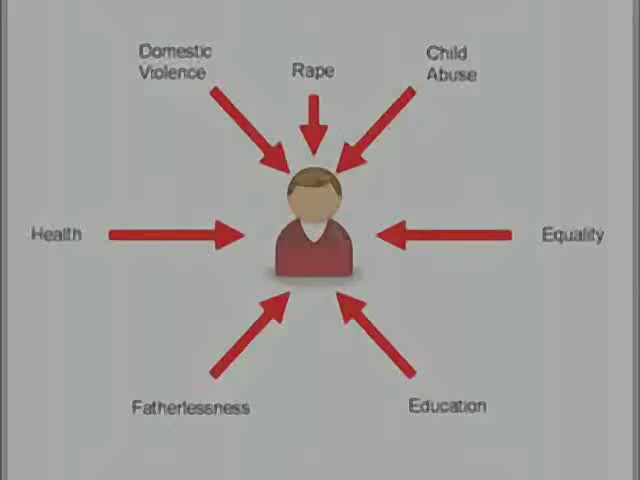 Domestic
Violence
Rape
Child
Abuse
Health
Equality
Fatherlessness
Education